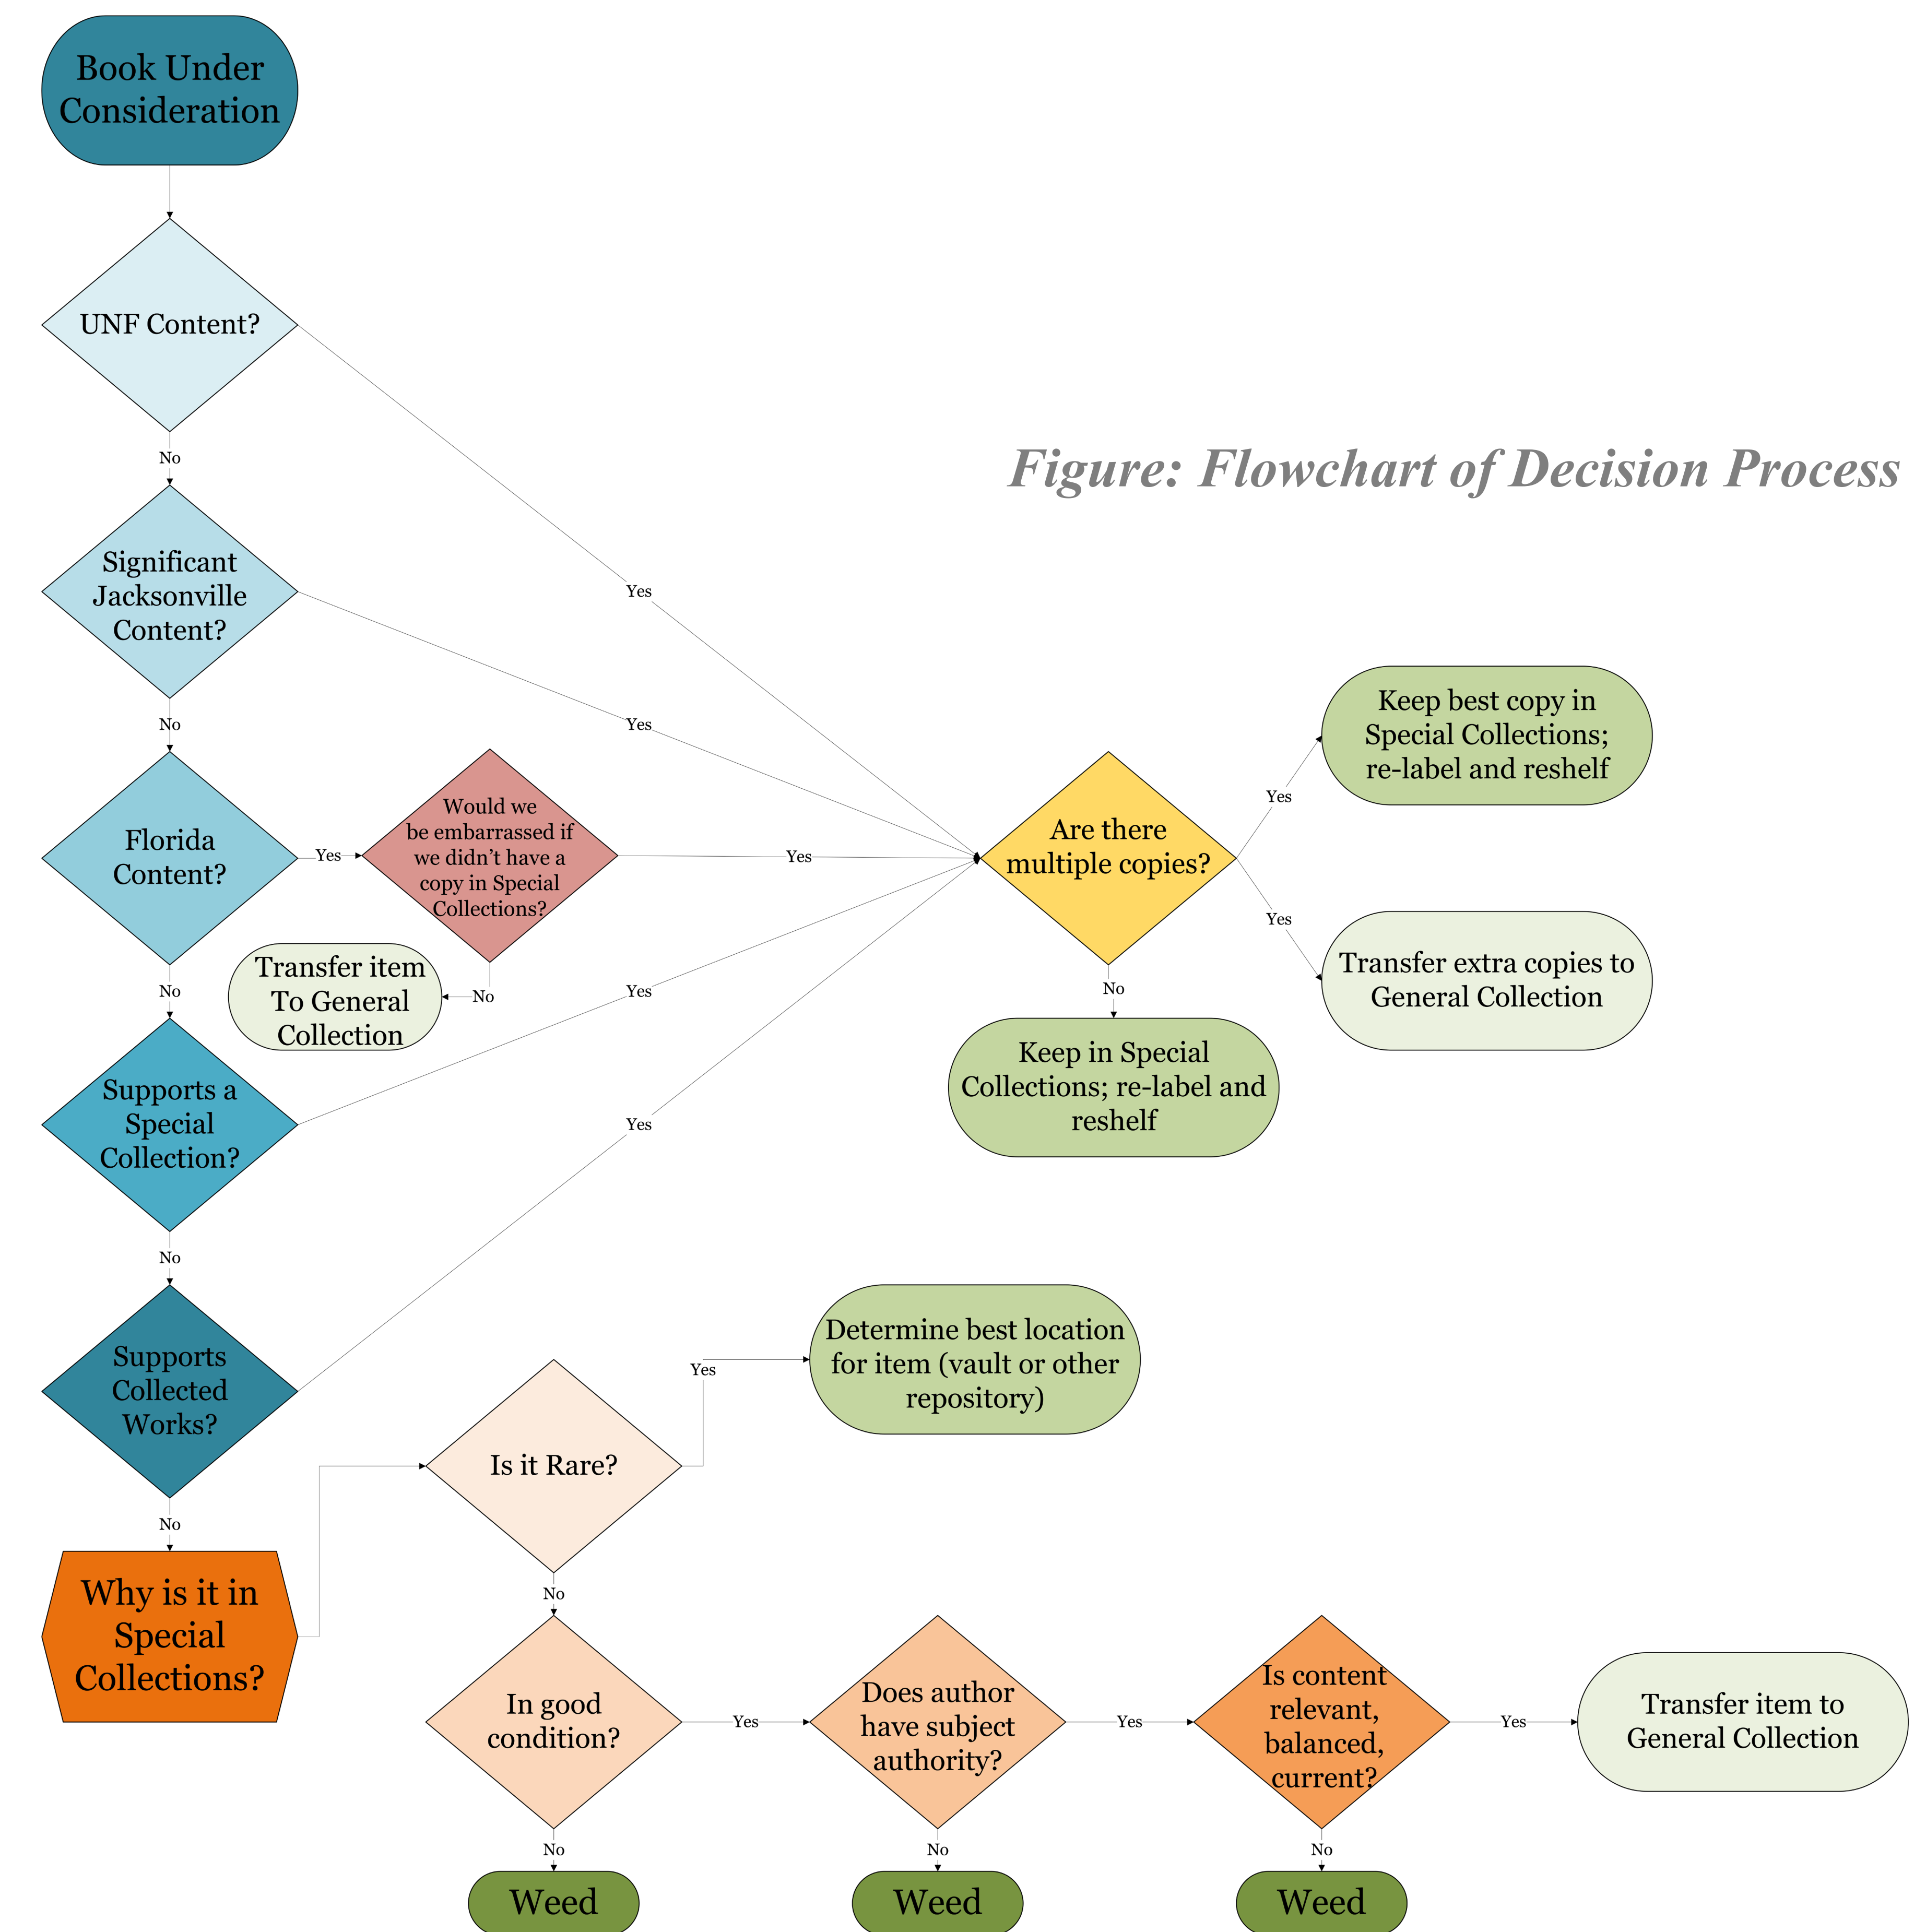 Book Under
Consideration
UNF Content?
No
Yes
Figure: Flowchart of Decision Process
Significant
Jacksonville
Content?
No
Yes
Florida
Content?
Yes
Would we
be embarrassed if
we didn’t have a
copy in Special
Collections?
Yes
No
Transfer item
To General
Collection
No
Are there
multiple copies?
Yes
Keep best copy in
Special Collections;
re-label and reshelf
Yes
Transfer extra copies to
General Collection
No
Keep in Special
Collections; re-label and
reshelf
Supports a
Special
Collection?
Yes
No
Supports
Collected
Works?
Yes
No
Why is it in
Special
Collections?
Is it Rare?
Yes
Determine best location
for item (vault or other
repository)
No
In good
condition?
Yes
Does author
have subject
authority?
Yes
Is content
relevant,
balanced,
current?
Yes
Transfer item to
General Collection
No
No
No
Weed
Weed
Weed